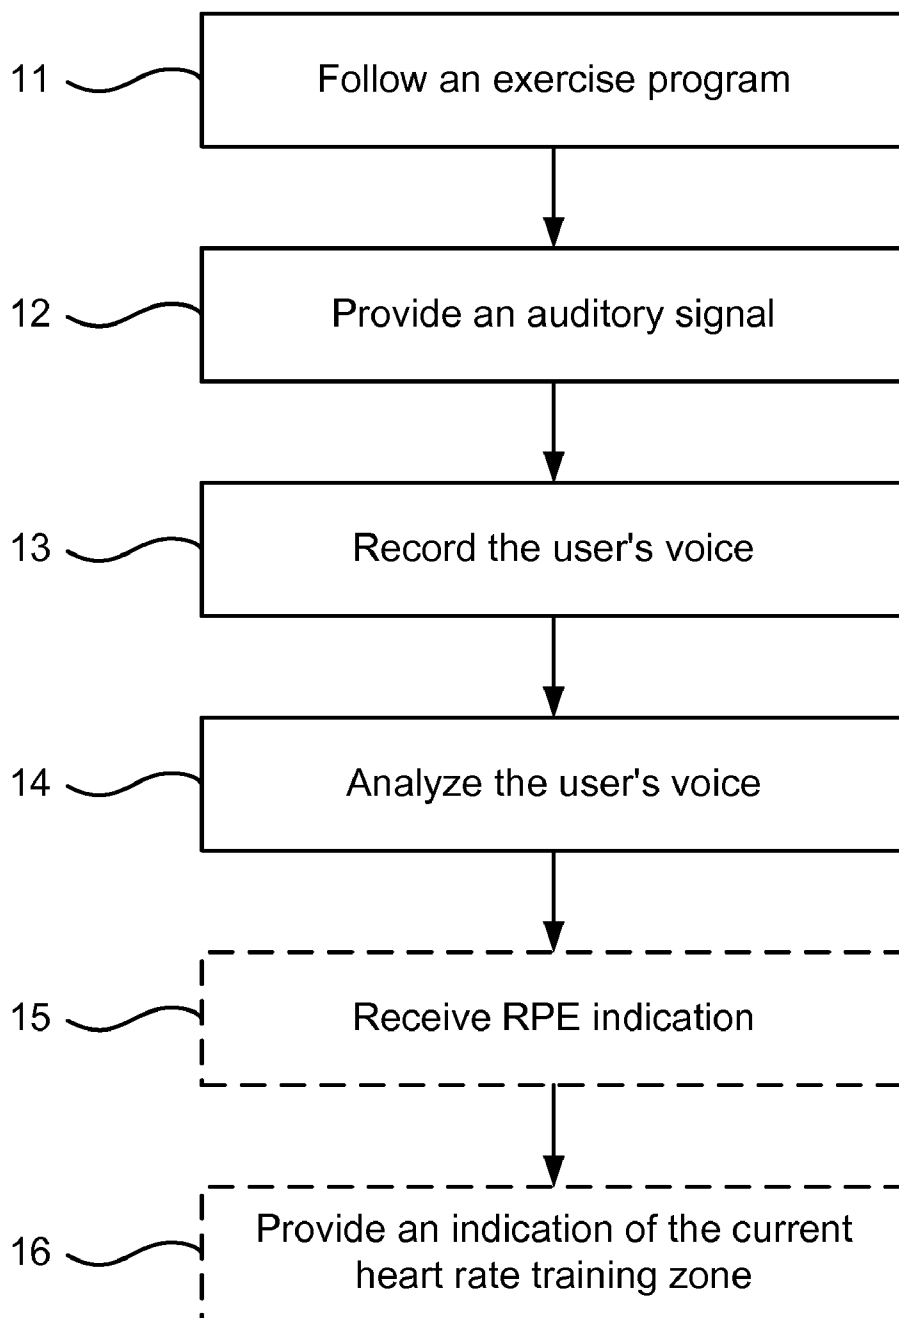 11
Follow an exercise program
12
Provide an auditory signal
13
Record the user's voice
14
Analyze the user's voice
15
Receive RPE indication
16
Provide an indication of the current
heart rate training zone